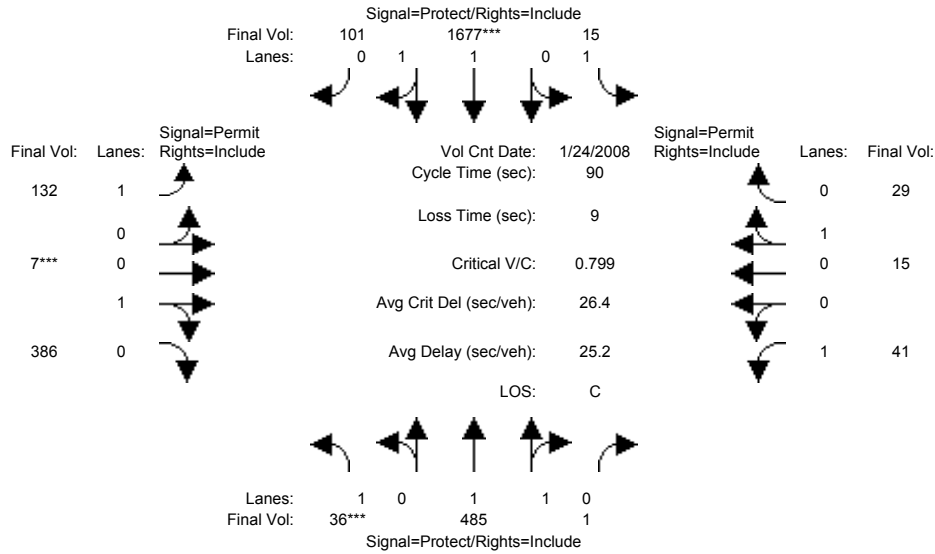 Signal=Protect/Rights=Include
Final Vol: 101 1677*** 15
Lanes: 0 1 1 0 1
Signal=Permit Signal=Permit
Final Vol: Lanes: Rights=Include Vol Cnt Date: 1/24/2008 Rights=Include Lanes: Final Vol:
Cycle Time (sec): 90
132 1 0 29
Loss Time (sec): 9
0 1
7*** 0 Critical V/C: 0.799 0 15
1 Avg Crit Del (sec/veh): 26.4 0
386 0 Avg Delay (sec/veh): 25.2 1 41
LOS: C
Lanes: 1 0 1 1 0
Final Vol: 36*** 485 1
Signal=Protect/Rights=Include